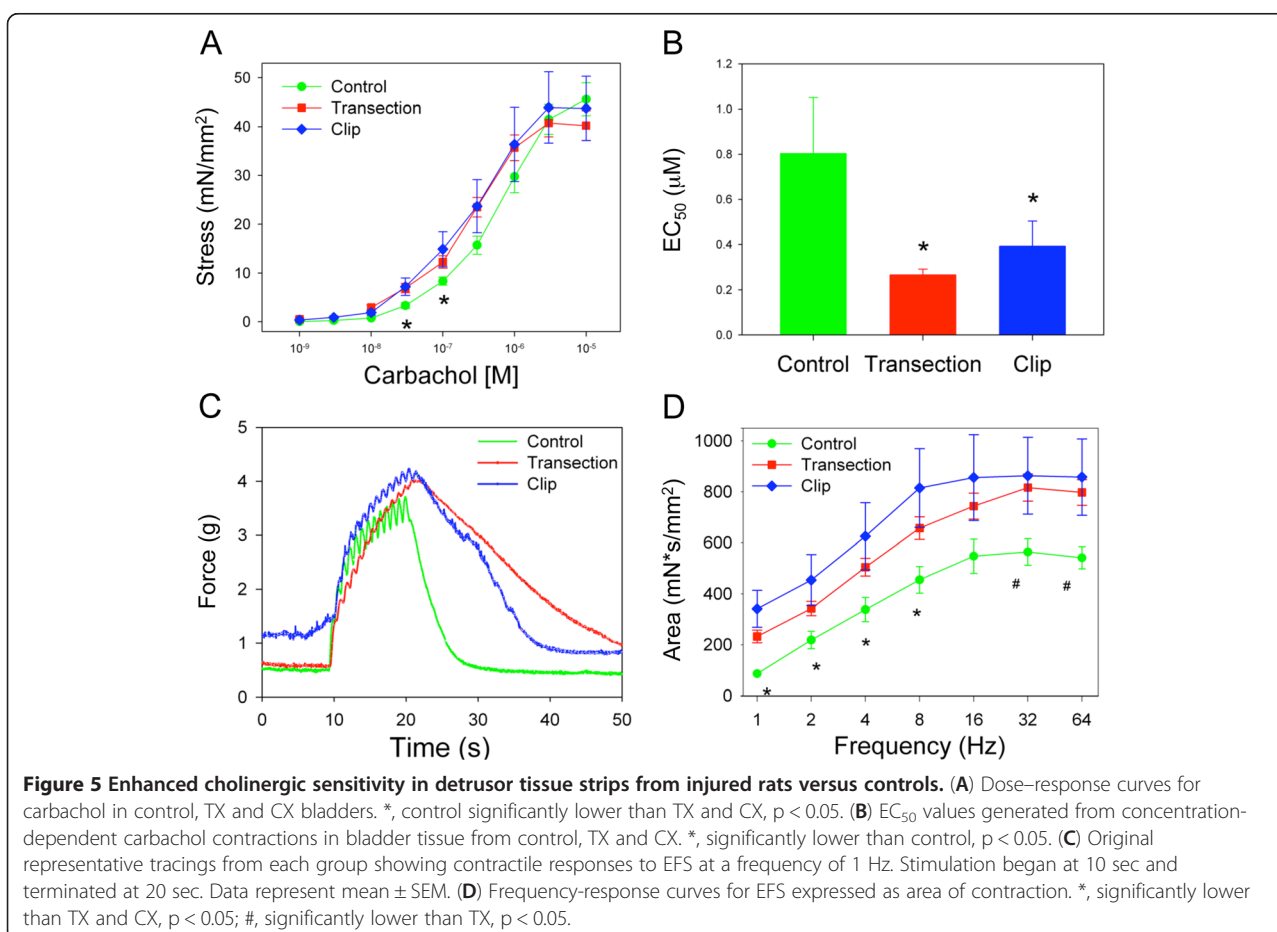 A
Control
Transection
Clip
50
40
30
20
10
0
Stress (mN/mm²)
10⁻⁹ 10⁻⁸ 10⁻⁷ 10⁻⁶ 10⁻⁵
* *
Carbachol [M]
B
1.2
1.0
0.8
0.6
0.4
0.2
0.0
EC₅₀ (μM)
* *
Control Transection Clip
C
Control
Transection
Clip
5
4
3
2
1
0
Force (g)
0 10 20 30 40 50
Time (s)
D
Control
Transection
Clip
1000
800
600
400
200
0
Area (mN*s/mm²)
* * * * # #
1 2 4 8 16 32 64
Frequency (Hz)
Figure 5 Enhanced cholinergic sensitivity in detrusor tissue strips from injured rats versus controls. (A) Dose–response curves for
carbachol in control, TX and CX bladders. *, control significantly lower than TX and CX, p < 0.05. (B) EC₅₀ values generated from concentration-
dependent carbachol contractions in bladder tissue from control, TX and CX. *, significantly lower than control, p < 0.05. (C) Original
representative tracings from each group showing contractile responses to EFS at a frequency of 1 Hz. Stimulation began at 10 sec and
terminated at 20 sec. Data represent mean ± SEM. (D) Frequency-response curves for EFS expressed as area of contraction. *, significantly lower
than TX and CX, p < 0.05; #, significantly lower than TX, p < 0.05.